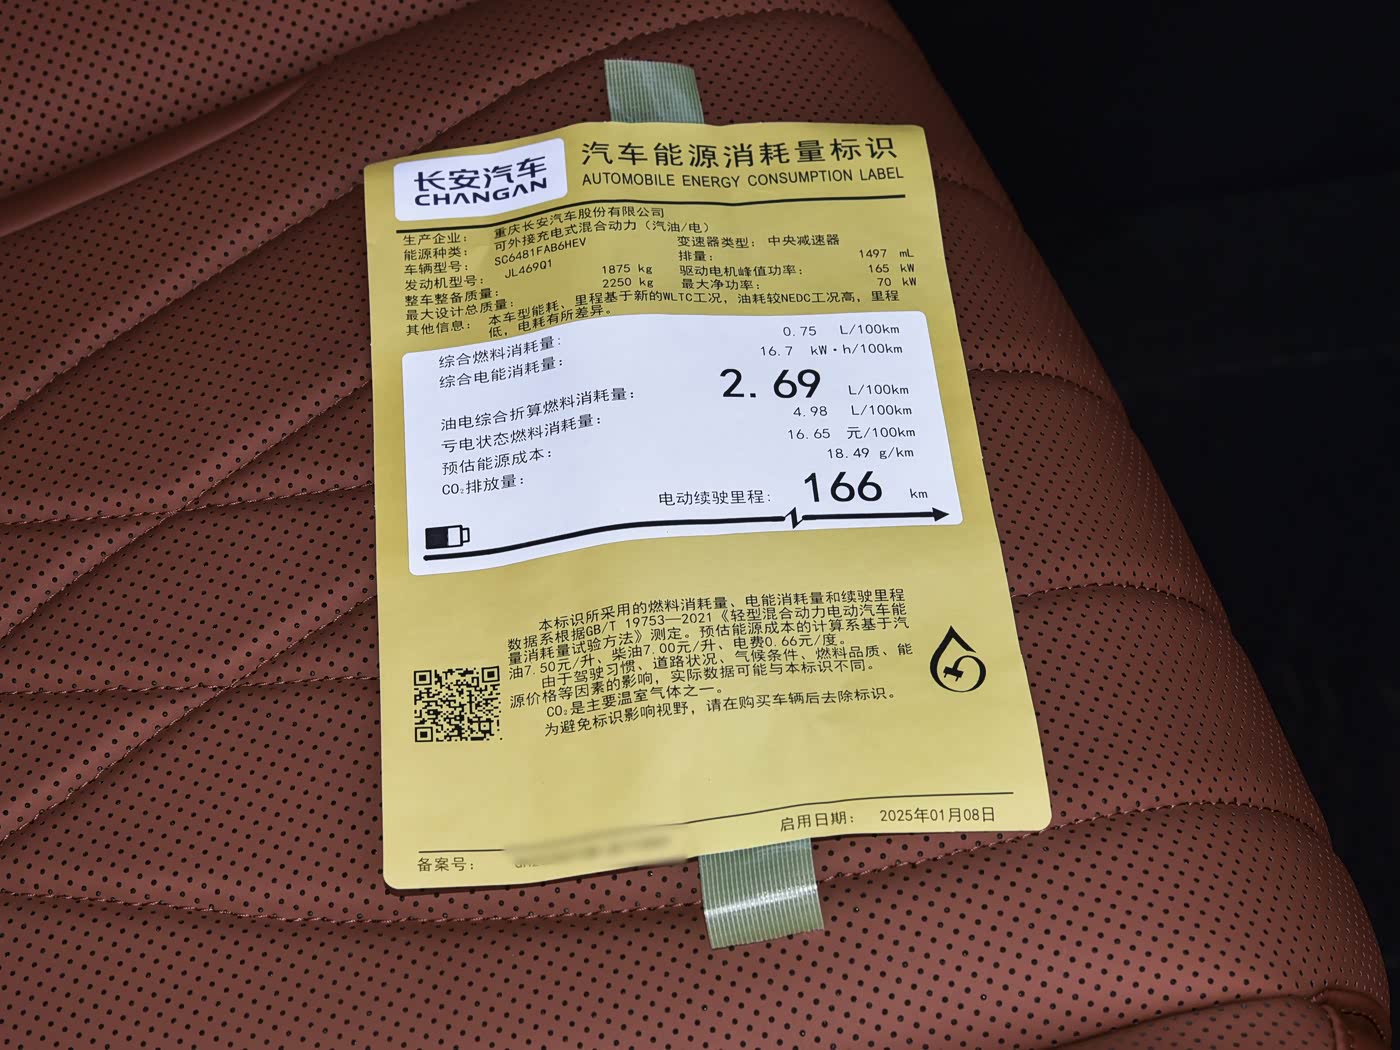 长安汽车
CHANGAN
汽车能源消耗量标识
AUTOMOBILE ENERGY CONSUMPTION LABEL
生产企业： 重庆长安汽车股份有限公司
能源种类： 可外接充电式混合动力（汽油/电）
车辆型号： SC6481FAB6HEV 变速器类型： 中央减速器
发动机型号： JL469Q1 排量： 1497 mL
整车整备质量： 1875 kg 驱动电机峰值功率： 165 kW
最大设计总质量： 2250 kg 最大净功率： 70 kW
其他信息： 本车型能耗、里程基于新的WLTC工况，油耗较NEDC工况高，里程
低，电耗有所差异。
综合燃料消耗量： 0.75 L/100km
综合电能消耗量： 16.7 kW·h/100km
油电综合折算燃料消耗量： 2.69 L/100km
亏电状态燃料消耗量： 4.98 L/100km
预估能源成本： 16.65 元/100km
CO₂排放量： 18.49 g/km
电动续驶里程： 166 km
本标识所采用的燃料消耗量、电能消耗量和续驶里程
数据系根据GB/T 19753—2021《轻型混合动力电动汽车能
量消耗量试验方法》测定。预估能源成本的计算系基于汽
油7.50元/升、柴油7.00元/升、电费0.66元/度。
由于驾驶习惯、道路状况、气候条件、燃料品质、能
源价格等因素的影响，实际数据可能与本标识不同。
CO₂是主要温室气体之一。
为避免标识影响视野，请在购买车辆后去除标识。
启用日期： 2025年01月08日
备案号：